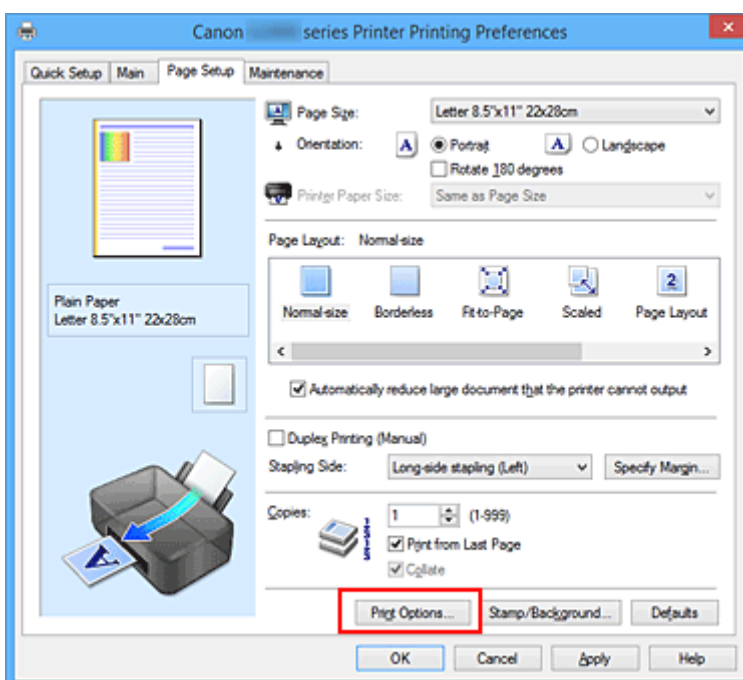 Canon series Printer Printing Preferences
Quick Setup Main Page Setup Maintenance
Page Size: Letter 8.5"x11" 22x28cm
Orientation: A Portrait A Landscape
Rotate 180 degrees
Printer Paper Size: Same as Page Size
Page Layout: Normal-size
2
Normal-size Borderless Fit-to-Page Scaled Page Layout
Automatically reduce large document that the printer cannot output
Plain Paper
Letter 8.5"x11" 22x28cm
Duplex Printing (Manual)
Stapling Side: Long-side stapling (Left) Specify Margin...
Copies: 1 (1-999)
Print from Last Page
Collate
A
Print Options... Stamp/Background... Defaults
OK Cancel Apply Help